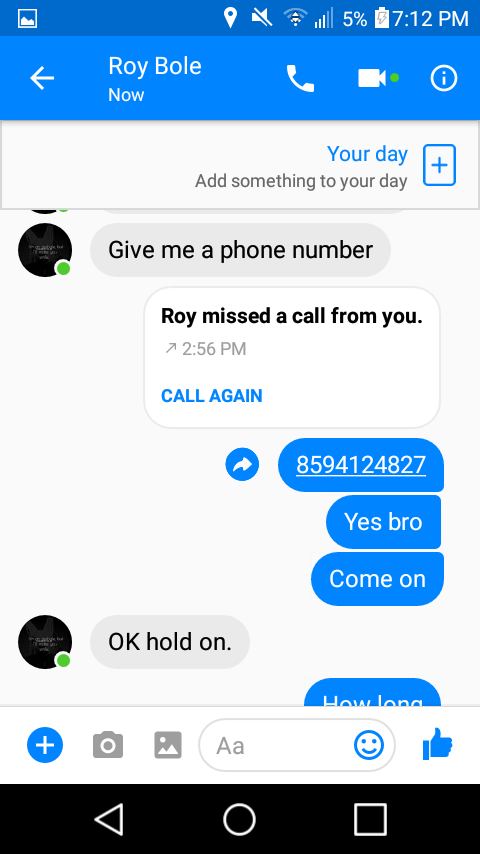 5% 7:12 PM
Roy Bole
Now
Your day
Add something to your day
Give me a phone number
Roy missed a call from you.
2:56 PM
CALL AGAIN
8594124827
Yes bro
Come on
OK hold on.
How long
Aa